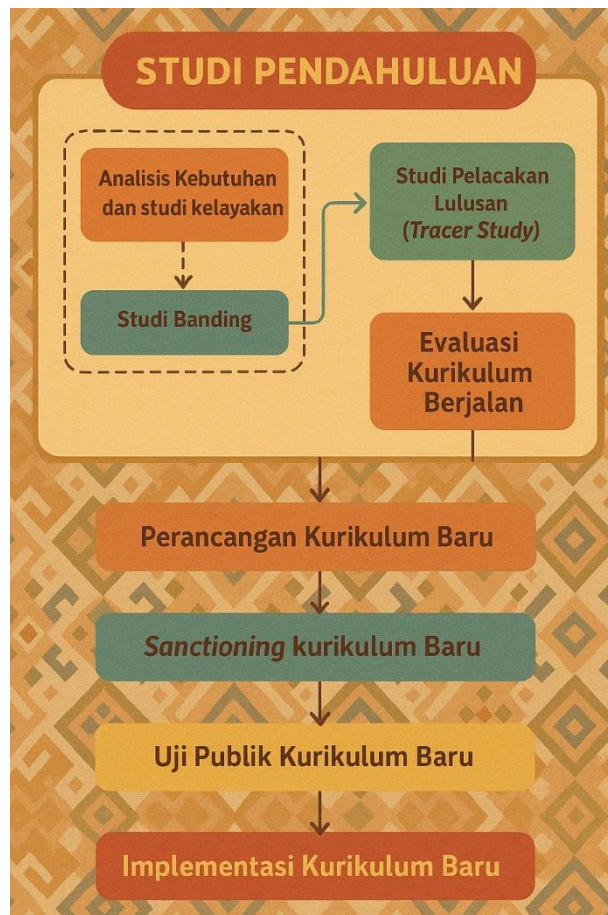 STUDI PENDAHULUAN
Analisis Kebutuhan
dan studi kelayakan
Studi Banding
Studi Pelacakan
Lulusan
(Tracer Study)
Evaluasi
Kurikulum
Berjalan
Perancangan Kurikulum Baru
Sanctioning kurikulum Baru
Uji Publik Kurikulum Baru
Implementasi Kurikulum Baru